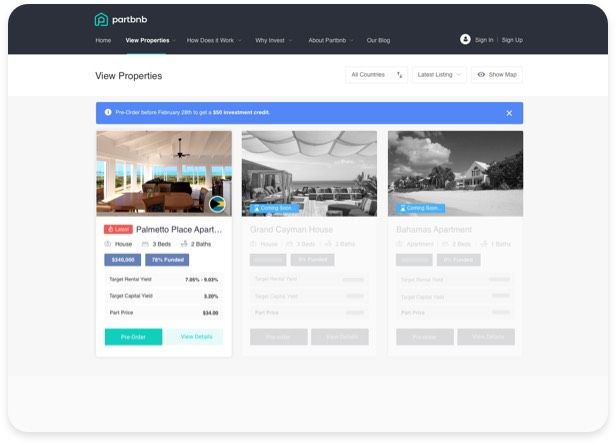 partbnb
Home View Properties How Does it Work Why Invest About Partbnb Our Blog Sign In | Sign Up
View Properties All Countries Latest Listing Show Map
Pre-Order before February 28th to get a $50 investment credit.
Coming Soon Coming Soon
Latest Palmetto Place Apart... Grand Cayman House Bahamas Apartment
House 3 Beds 2 Baths House 3 Beds 2 Baths Apartment 2 Beds 1 Baths
$340,000 78% Funded 0% Funded 0% Funded
Target Rental Yield 7.05% - 9.03% Target Rental Yield Target Rental Yield
Target Capital Yield 3.20% Target Capital Yield Target Capital Yield
Part Price $34.00 Part Price Part Price
Pre Order View Details Pre-order View Details Pre-order View Details